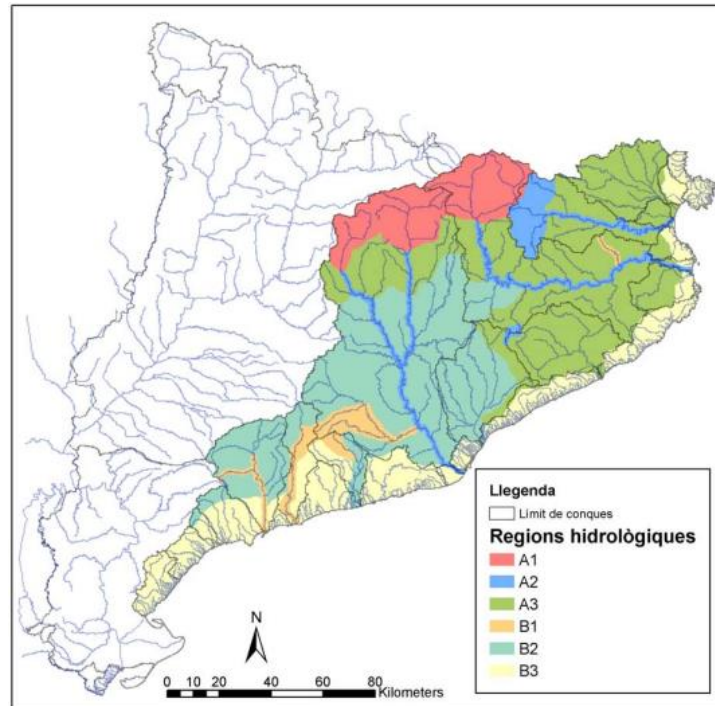 Llegenda
Límit de conques
Regions hidrològiques
A1
A2
A3
B1
B2
B3
N
0 10 20 40 60 80
Kilometers